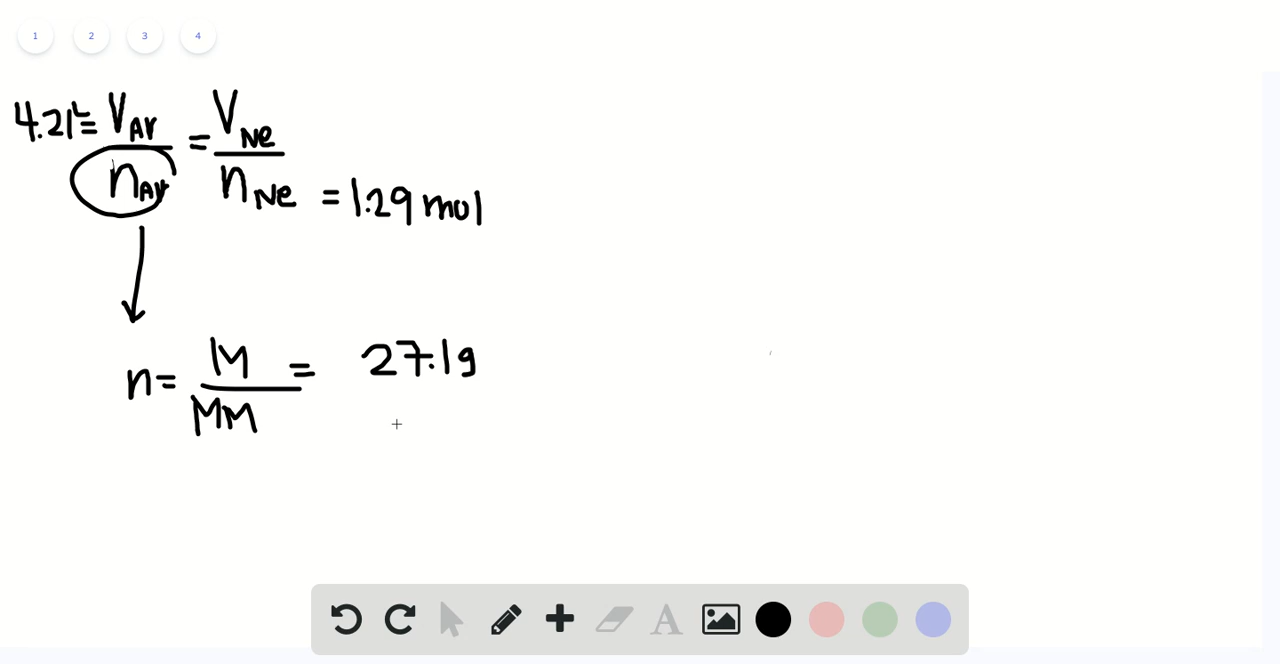 1 2 3 4
4.21L = V_Ar / n_Ar = V_Ne / n_Ne = 1.29 mol
n = M / MM = 27.1g
A